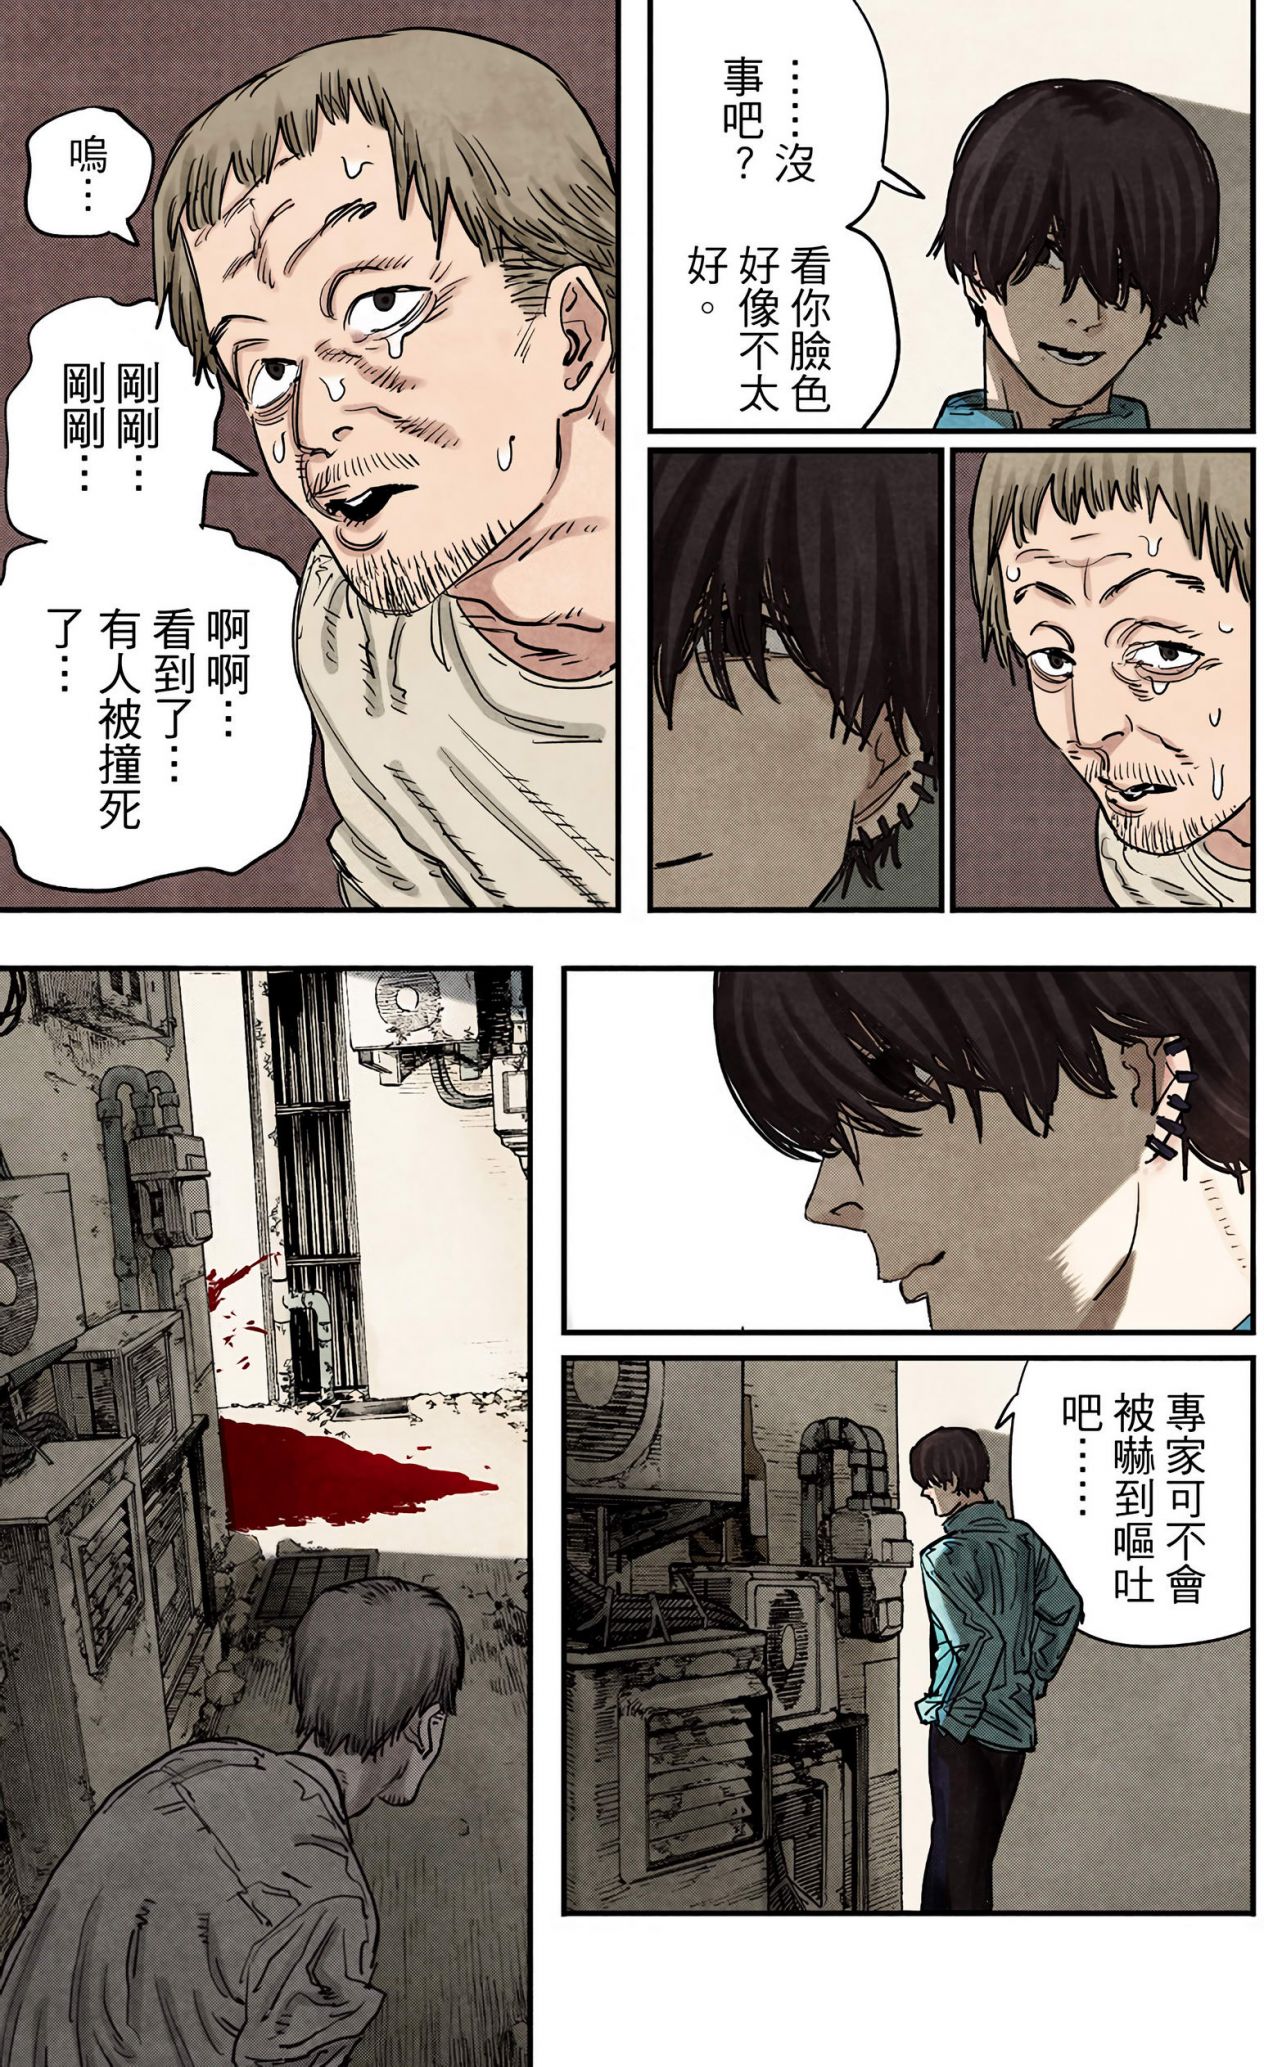 ……沒
事吧？
看你臉色
好像不太
好。
嗚…
剛剛…
剛剛…
啊啊…
看到了…
有人被撞死
了…
專家可不會
被嚇到嘔吐
吧……